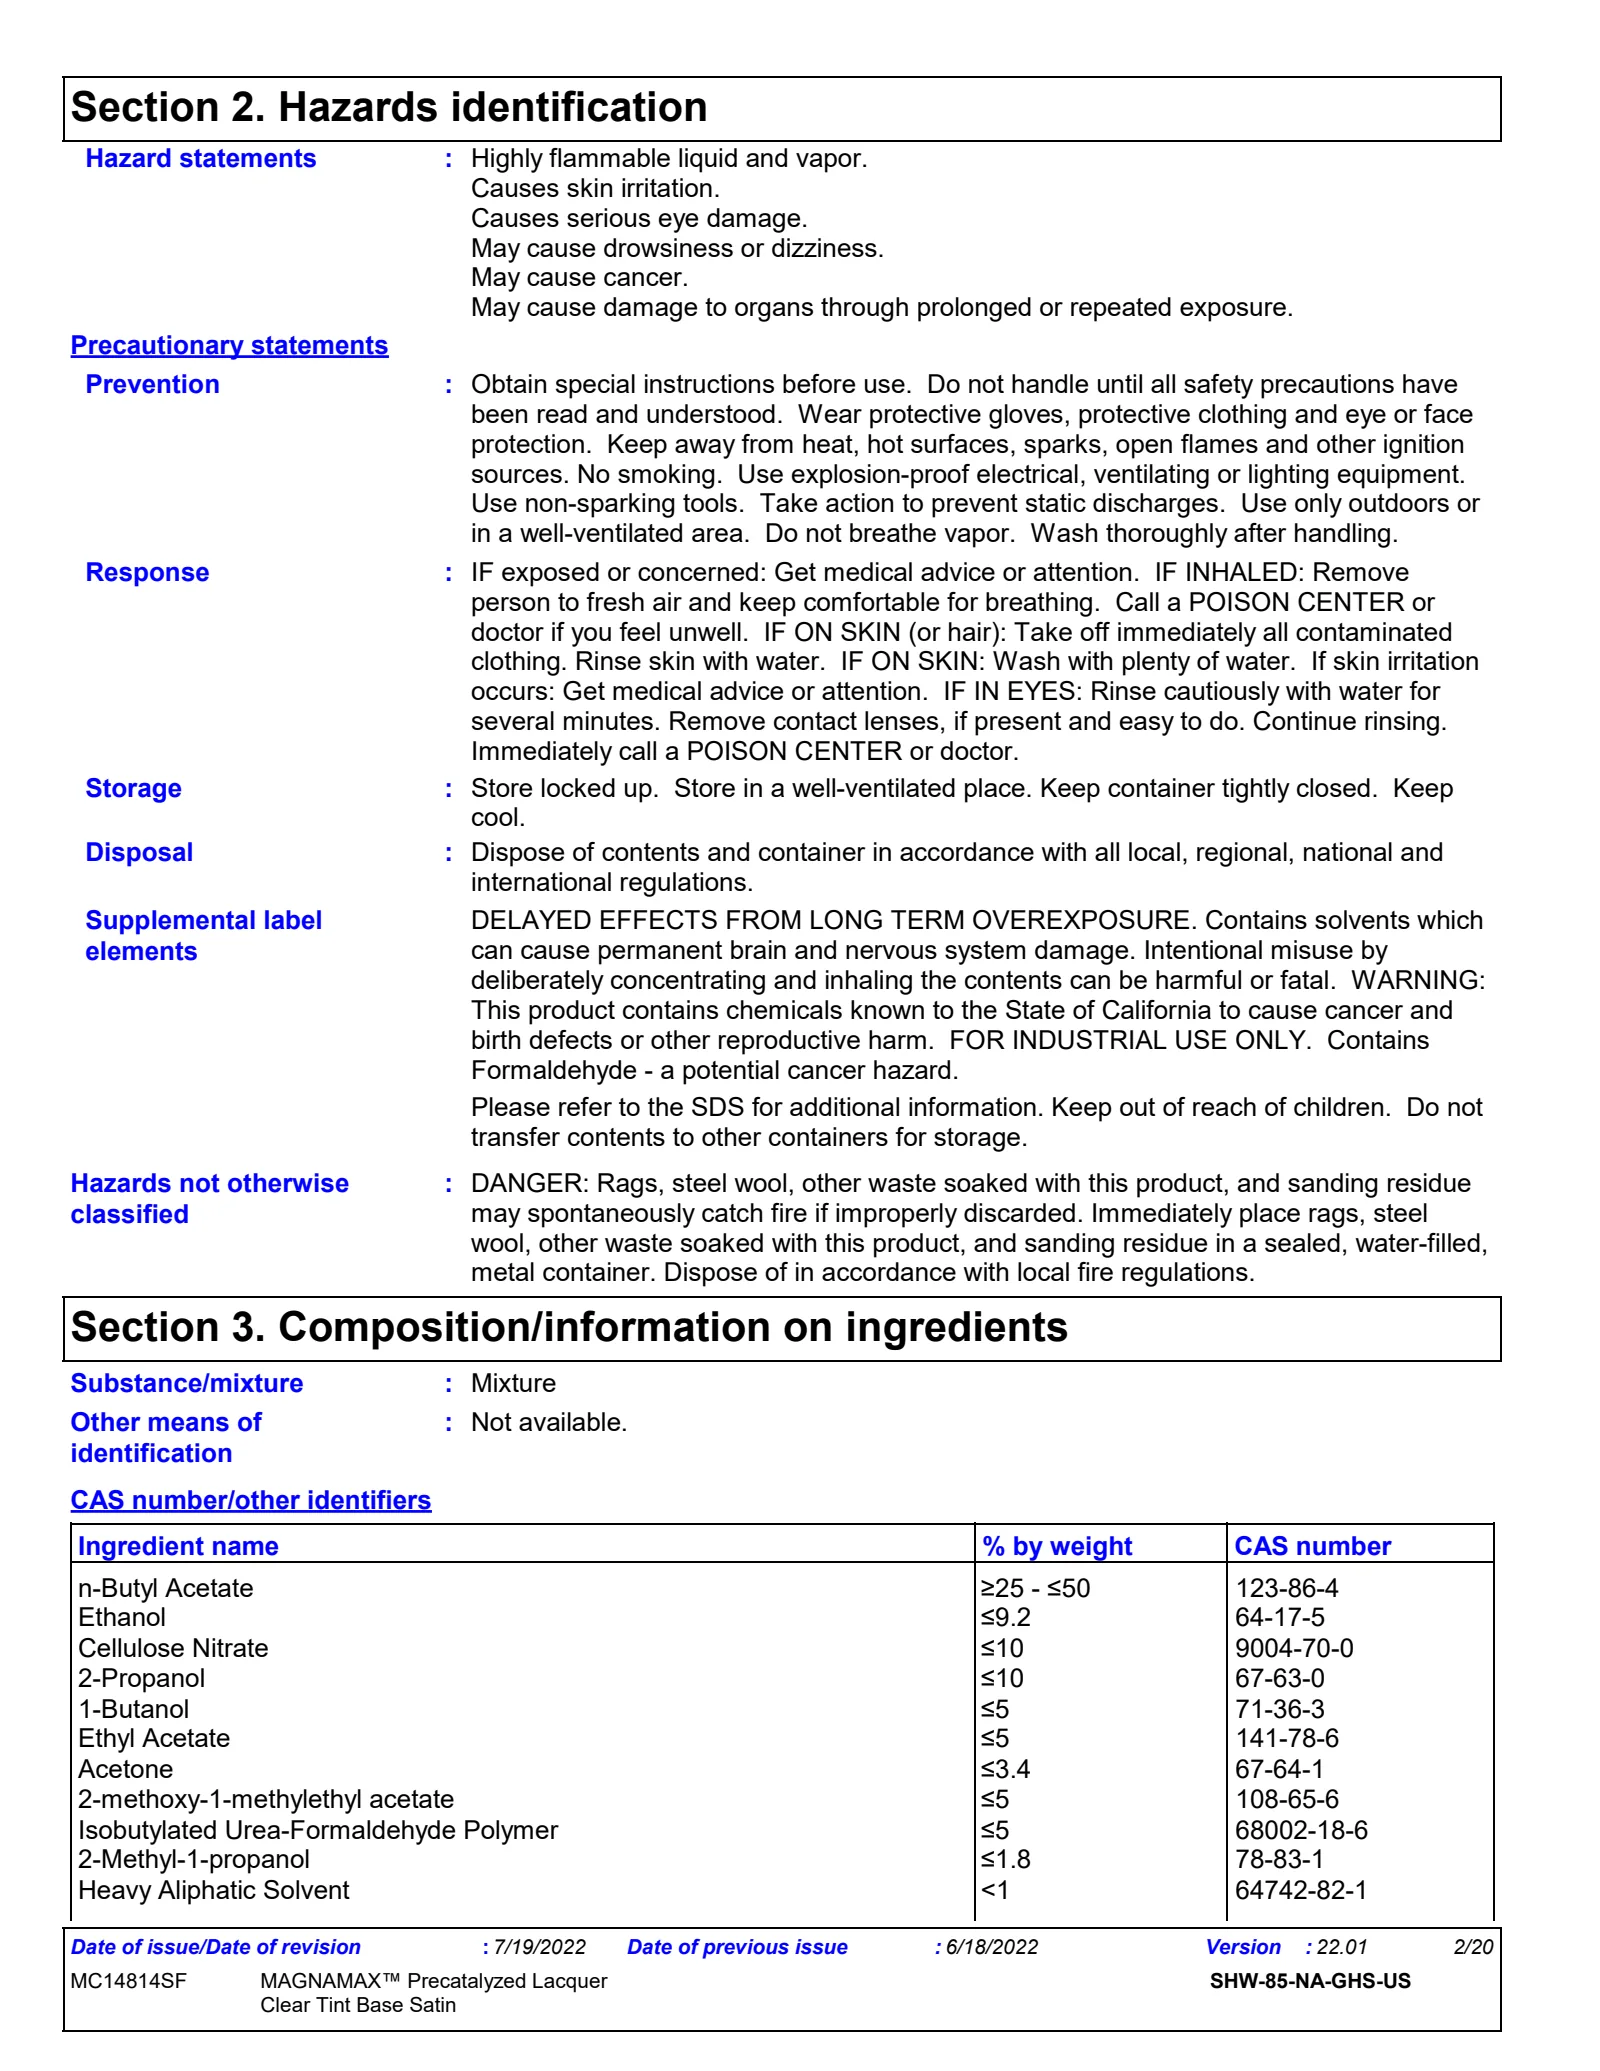 Section 2. Hazards identification
Hazard statements : Highly flammable liquid and vapor.
Causes skin irritation.
Causes serious eye damage.
May cause drowsiness or dizziness.
May cause cancer.
May cause damage to organs through prolonged or repeated exposure.
Precautionary statements
Prevention : Obtain special instructions before use.  Do not handle until all safety precautions have
been read and understood.  Wear protective gloves, protective clothing and eye or face
protection.  Keep away from heat, hot surfaces, sparks, open flames and other ignition
sources. No smoking.  Use explosion-proof electrical, ventilating or lighting equipment.
Use non-sparking tools.  Take action to prevent static discharges.  Use only outdoors or
in a well-ventilated area.  Do not breathe vapor.  Wash thoroughly after handling.
Response : IF exposed or concerned: Get medical advice or attention.  IF INHALED: Remove
person to fresh air and keep comfortable for breathing.  Call a POISON CENTER or
doctor if you feel unwell.  IF ON SKIN (or hair): Take off immediately all contaminated
clothing. Rinse skin with water.  IF ON SKIN: Wash with plenty of water.  If skin irritation
occurs: Get medical advice or attention.  IF IN EYES: Rinse cautiously with water for
several minutes. Remove contact lenses, if present and easy to do. Continue rinsing.
Immediately call a POISON CENTER or doctor.
Storage : Store locked up.  Store in a well-ventilated place. Keep container tightly closed.  Keep
cool.
Disposal : Dispose of contents and container in accordance with all local, regional, national and
international regulations.
Supplemental label DELAYED EFFECTS FROM LONG TERM OVEREXPOSURE. Contains solvents which
elements can cause permanent brain and nervous system damage. Intentional misuse by
deliberately concentrating and inhaling the contents can be harmful or fatal.  WARNING:
This product contains chemicals known to the State of California to cause cancer and
birth defects or other reproductive harm.  FOR INDUSTRIAL USE ONLY.  Contains
Formaldehyde - a potential cancer hazard.
Please refer to the SDS for additional information. Keep out of reach of children.  Do not
transfer contents to other containers for storage.
Hazards not otherwise : DANGER: Rags, steel wool, other waste soaked with this product, and sanding residue
classified may spontaneously catch fire if improperly discarded. Immediately place rags, steel
wool, other waste soaked with this product, and sanding residue in a sealed, water-filled,
metal container. Dispose of in accordance with local fire regulations.
Section 3. Composition/information on ingredients
Substance/mixture : Mixture
Other means of : Not available.
identification
CAS number/other identifiers
Ingredient name % by weight CAS number
n-Butyl Acetate ≥25 - ≤50 123-86-4
Ethanol ≤9.2 64-17-5
Cellulose Nitrate ≤10 9004-70-0
2-Propanol ≤10 67-63-0
1-Butanol ≤5 71-36-3
Ethyl Acetate ≤5 141-78-6
Acetone ≤3.4 67-64-1
2-methoxy-1-methylethyl acetate ≤5 108-65-6
Isobutylated Urea-Formaldehyde Polymer ≤5 68002-18-6
2-Methyl-1-propanol ≤1.8 78-83-1
Heavy Aliphatic Solvent <1 64742-82-1
Date of issue/Date of revision : 7/19/2022 Date of previous issue : 6/18/2022 Version : 22.01 2/20
MC14814SF MAGNAMAX™ Precatalyzed Lacquer SHW-85-NA-GHS-US
Clear Tint Base Satin